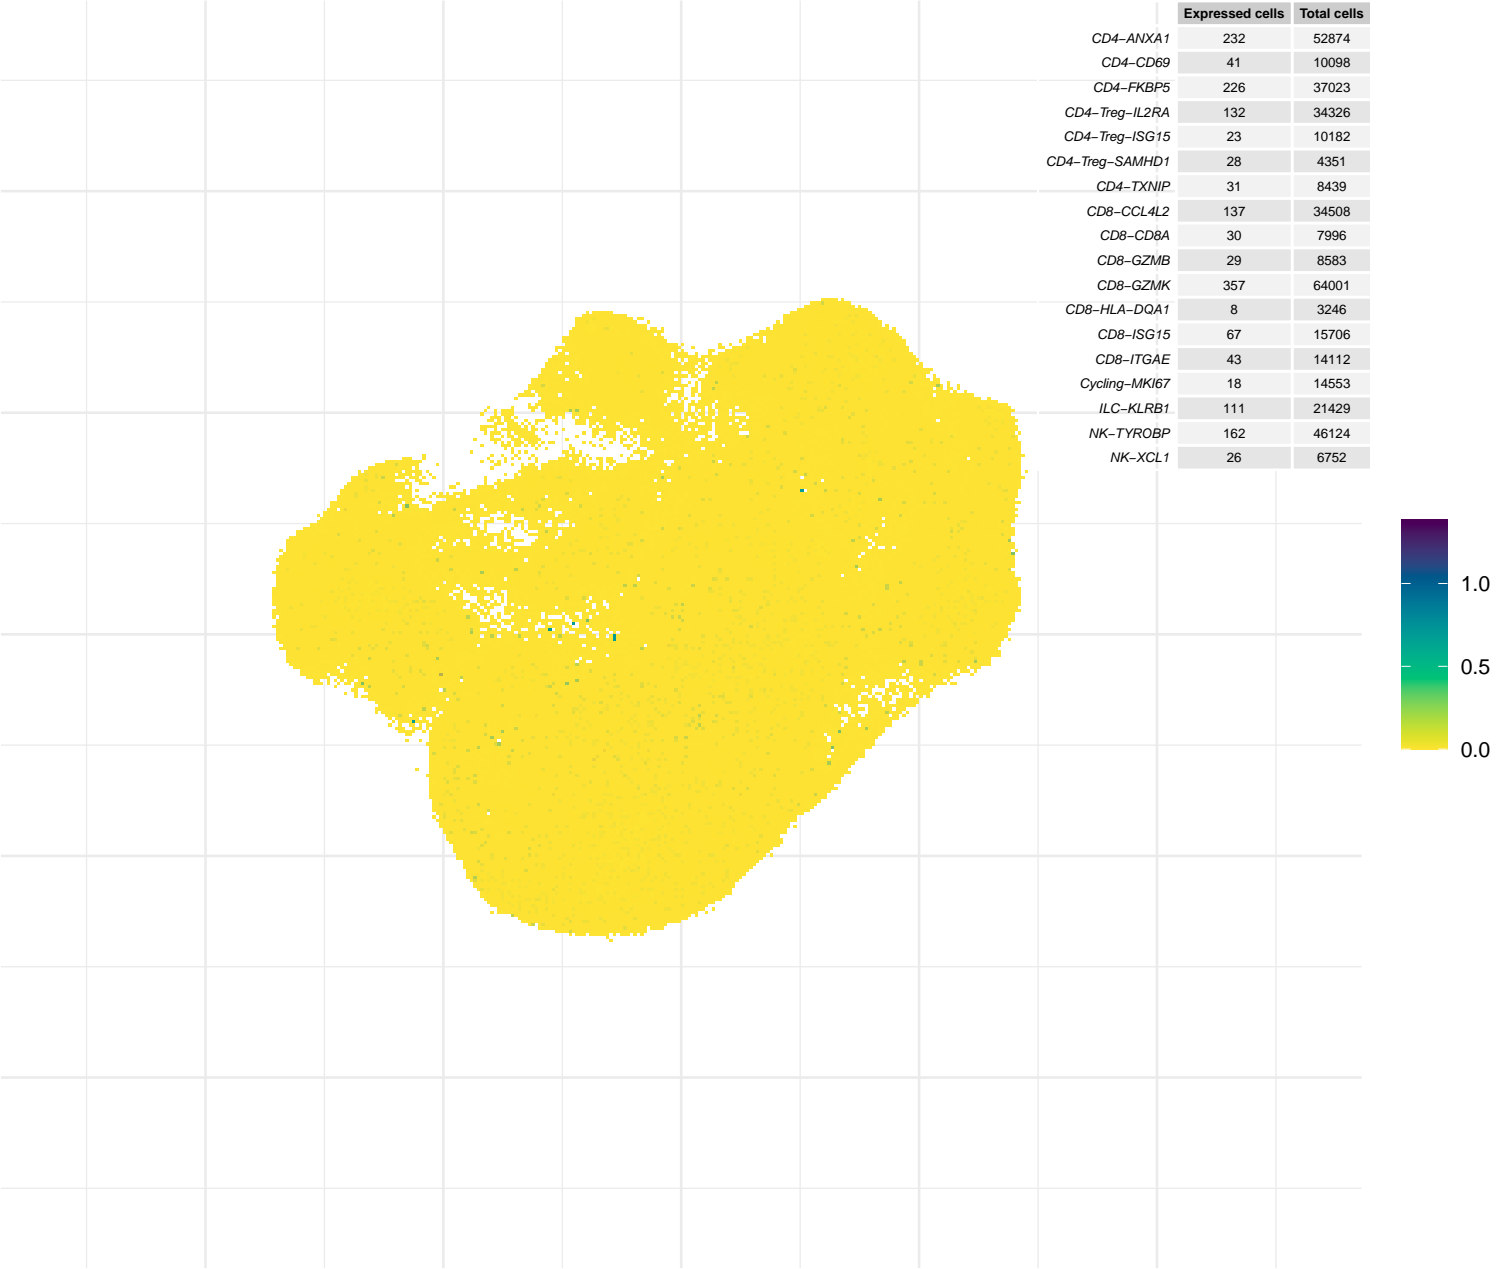 Expressed cells Total cells
CD4−ANXA1 232 52874
CD4−CD69 41 10098
CD4−FKBP5 226 37023
CD4−Treg−IL2RA 132 34326
CD4−Treg−ISG15 23 10182
CD4−Treg−SAMHD1 28 4351
CD4−TXNIP 31 8439
CD8−CCL4L2 137 34508
CD8−CD8A 30 7996
CD8−GZMB 29 8583
CD8−GZMK 357 64001
CD8−HLA−DQA1 8 3246
CD8−ISG15 67 15706
CD8−ITGAE 43 14112
Cycling−MKI67 18 14553
ILC−KLRB1 111 21429
NK−TYROBP 162 46124
NK−XCL1 26 6752
1.0
0.5
0.0